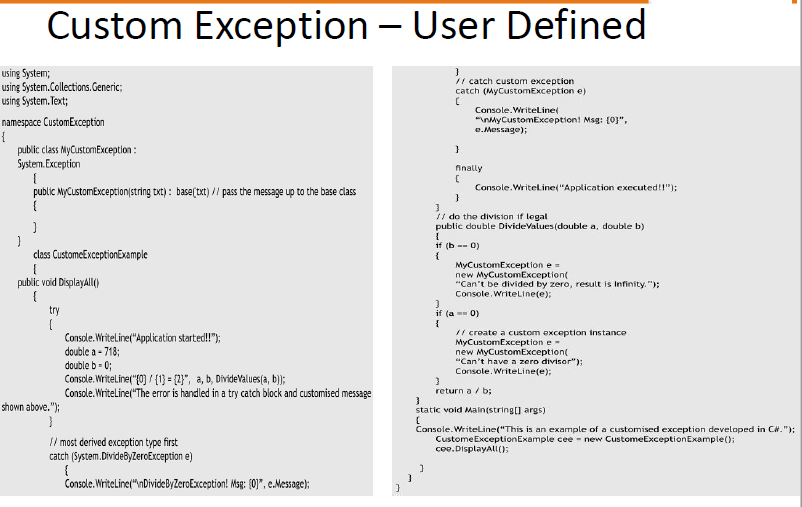 Custom Exception – User Defined
using System;
using System.Collections.Generic;
using System.Text;
namespace CustomException
{
public class MyCustomException :
System.Exception
{
public MyCustomException(string txt) : base(txt) // pass the message up to the base class
{
}
}
class CustomeExceptionExample
{
public void DisplayAll()
{
try
{
Console.WriteLine("Application started!!");
double a = 718;
double b = 0;
Console.WriteLine("{0} / {1} = {2}", a, b, DivideValues(a, b));
Console.WriteLine("The error is handled in a try catch block and customised message
shown above.");
}
// most derived exception type first
catch (System.DivideByZeroException e)
{
Console.WriteLine("\nDivideByZeroException! Msg: {0}", e.Message);
}
// catch custom exception
catch (MyCustomException e)
{
Console.WriteLine(
"\nMyCustomException! Msg: {0}",
e.Message);
}
finally
{
Console.WriteLine("Application executed!!");
}
}
// do the division if legal
public double DivideValues(double a, double b)
{
if (b == 0)
{
MyCustomException e =
new MyCustomException(
"Can't be divided by zero, result is Infinity.");
Console.WriteLine(e);
}
if (a == 0)
{
// create a custom exception instance
MyCustomException e =
new MyCustomException(
"Can't have a zero divisor");
Console.WriteLine(e);
}
return a / b;
}
static void Main(string[] args)
{
Console.WriteLine("This is an example of a customised exception developed in C#.");
CustomeExceptionExample cee = new CustomeExceptionExample();
cee.DisplayAll();
}
}
}